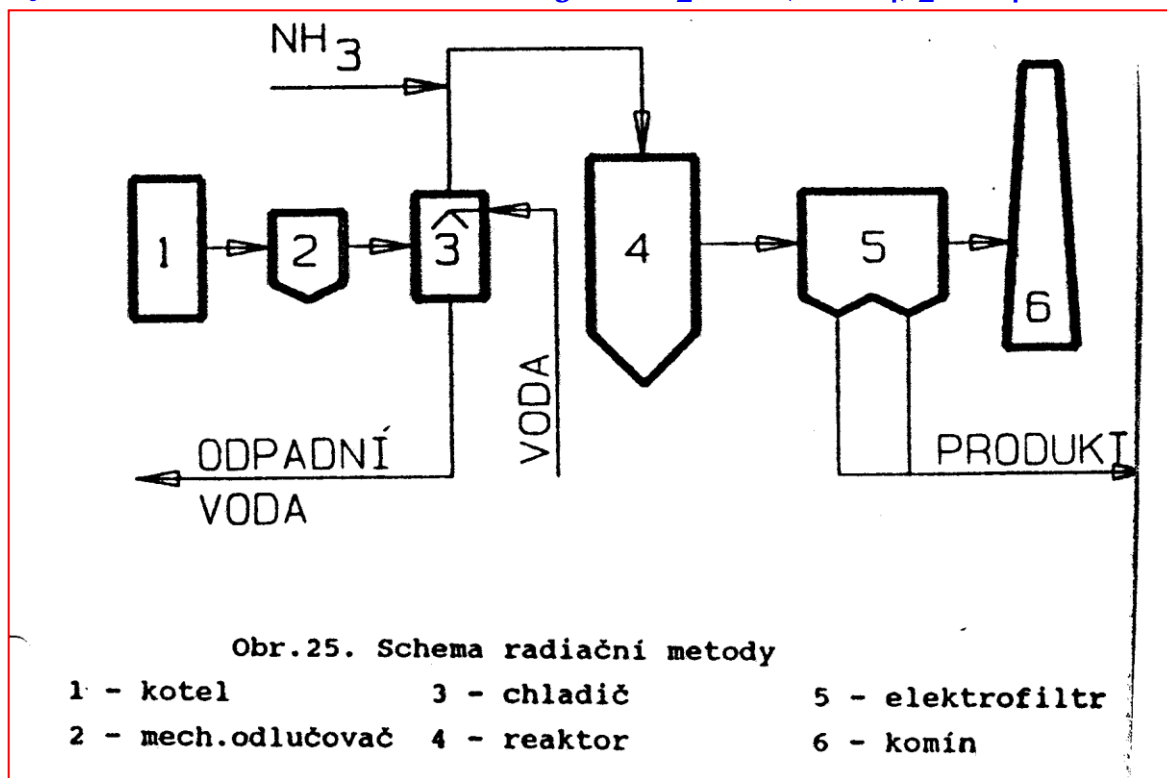 NH3
1
2
3
4
5
6
VODA
ODPADNÍ
VODA
PRODUKT
Obr.25. Schema radiační metody
1 - kotel 3 - chladič 5 - elektrofiltr
2 - mech.odlučovač 4 - reaktor 6 - komín